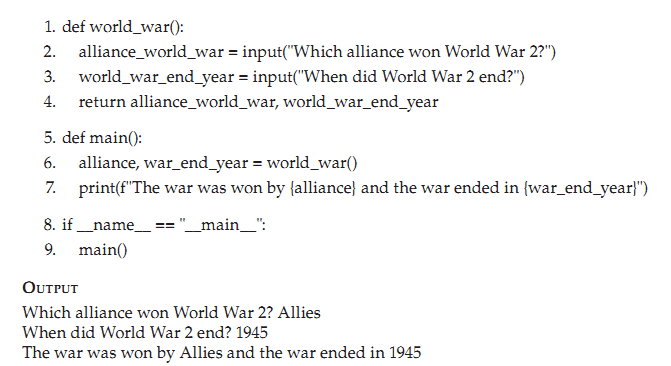 1. def world_war():
2. alliance_world_war = input("Which alliance won World War 2?")
3. world_war_end_year = input("When did World War 2 end?")
4. return alliance_world_war, world_war_end_year
5. def main():
6. alliance, war_end_year = world_war()
7. print(f"The war was won by {alliance} and the war ended in {war_end_year}")
8. if __name__ == "__main__":
9. main()
OUTPUT
Which alliance won World War 2? Allies
When did World War 2 end? 1945
The war was won by Allies and the war ended in 1945